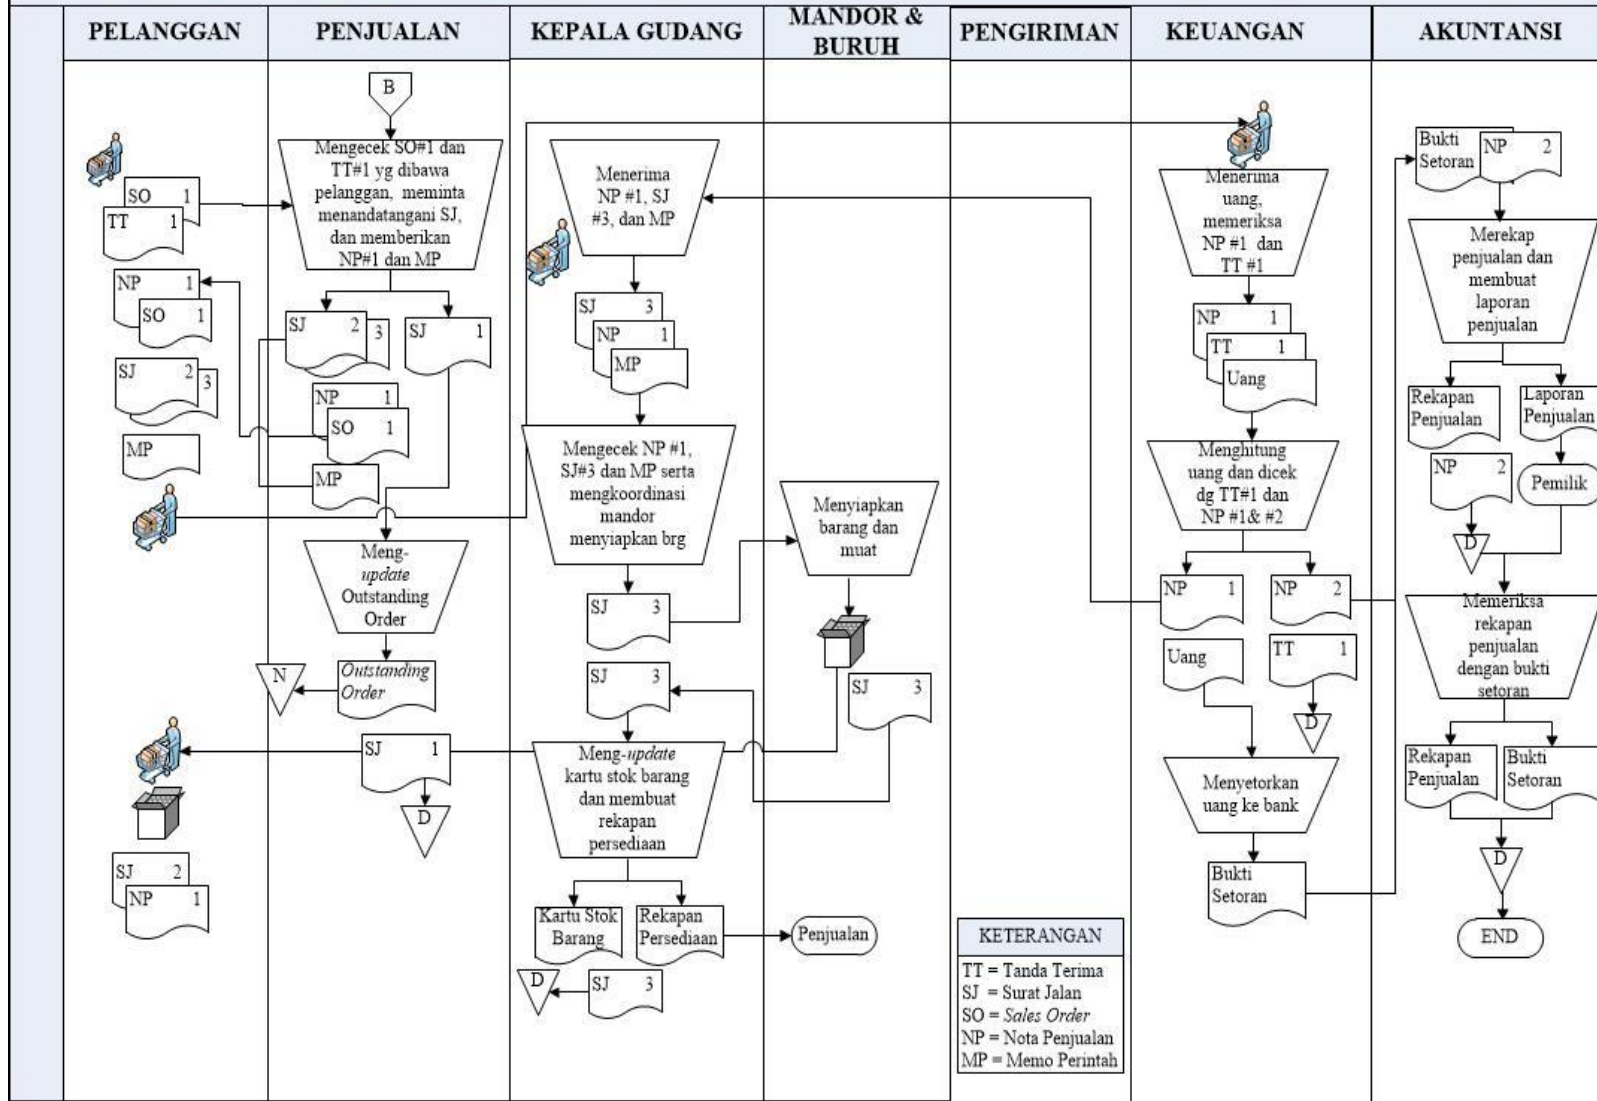 PELANGGAN
PENJUALAN
KEPALA GUDANG
MANDOR &
BURUH
PENGIRIMAN
KEUANGAN
AKUNTANSI
SO 1
TT 1
NP 1
SO 1
SJ 2
3
MP
SJ 2
NP 1
B
Mengecek SO#1 dan
TT#1 yg dibawa
pelanggan, meminta
menandatangani SJ,
dan memberikan
NP#1 dan MP
SJ 2
3
SJ 1
NP 1
SO 1
MP
Meng-
update
Outstanding
Order
N
Outstanding
Order
SJ 1
D
Menerima
NP #1, SJ
#3, dan MP
SJ 3
NP 1
MP
Mengecek NP #1,
SJ#3 dan MP serta
mengkoordinasi
mandor
menyiapkan brg
SJ 3
SJ 3
Meng-update
kartu stok barang
dan membuat
rekapan
persediaan
Kartu Stok
Barang
Rekapan
Persediaan
D
SJ 3
Menyiapkan
barang dan
muat
SJ 3
Penjualan
KETERANGAN
TT = Tanda Terima
SJ = Surat Jalan
SO = Sales Order
NP = Nota Penjualan
MP = Memo Perintah
Menerima
uang,
memeriksa
NP #1 dan
TT #1
NP 1
TT 1
Uang
Menghitung
uang dan dicek
dg TT#1 dan
NP #1& #2
NP 1
NP 2
Uang
TT 1
D
Menyetorkan
uang ke bank
Bukti
Setoran
Bukti
Setoran
NP 2
Merekap
penjualan dan
membuat
laporan
penjualan
Rekapan
Penjualan
Laporan
Penjualan
NP 2
Pemilik
D
Memeriksa
rekapan
penjualan
dengan bukti
setoran
Rekapan
Penjualan
Bukti
Setoran
D
END